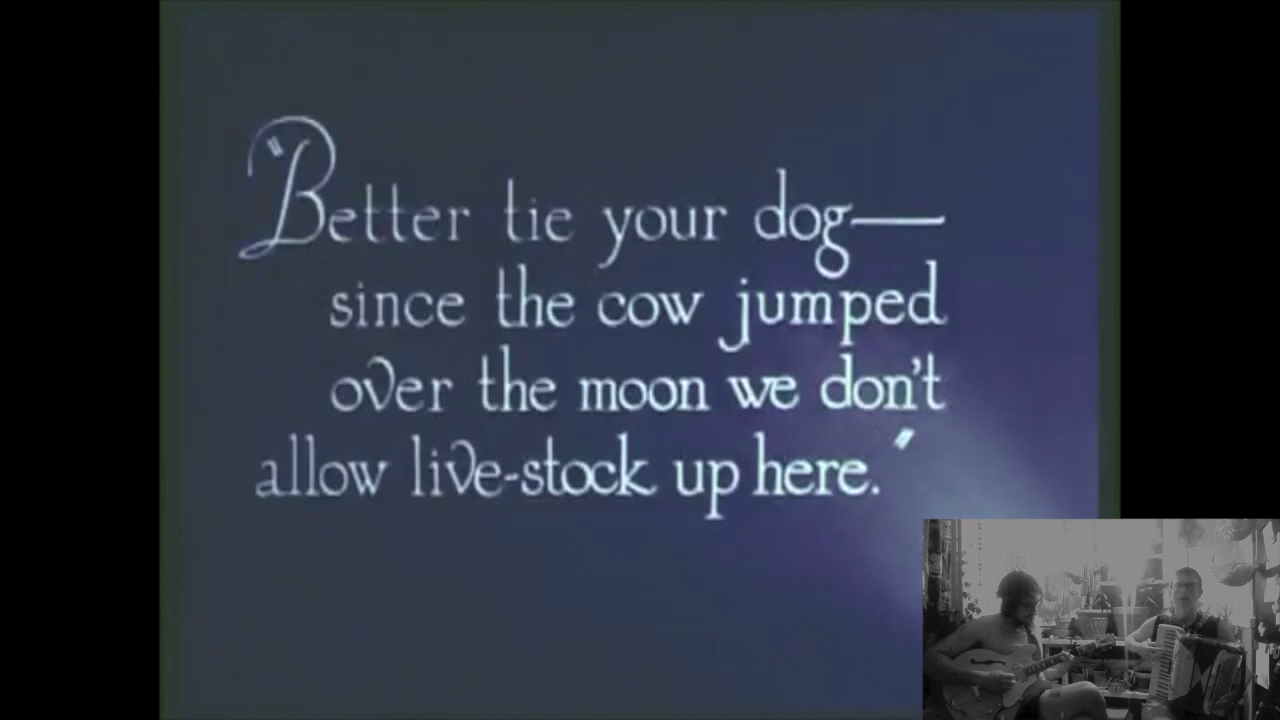 "Better tie your dog—
since the cow jumped
over the moon we don't
allow live-stock up here."